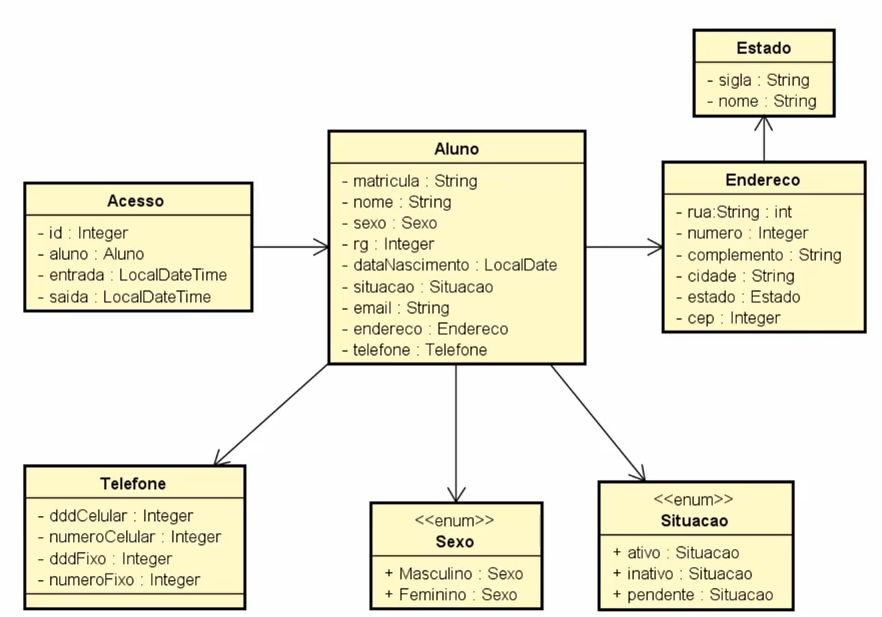 Estado
- sigla : String
- nome : String
Aluno
- matricula : String
- nome : String
- sexo : Sexo
- rg : Integer
- dataNascimento : LocalDate
- situacao : Situacao
- email : String
- endereco : Endereco
- telefone : Telefone
Endereco
- rua:String : int
- numero : Integer
- complemento : String
- cidade : String
- estado : Estado
- cep : Integer
Acesso
- id : Integer
- aluno : Aluno
- entrada : LocalDateTime
- saida : LocalDateTime
Telefone
- dddCelular : Integer
- numeroCelular : Integer
- dddFixo : Integer
- numeroFixo : Integer
<<enum>>
Sexo
+ Masculino : Sexo
+ Feminino : Sexo
<<enum>>
Situacao
+ ativo : Situacao
+ inativo : Situacao
+ pendente : Situacao